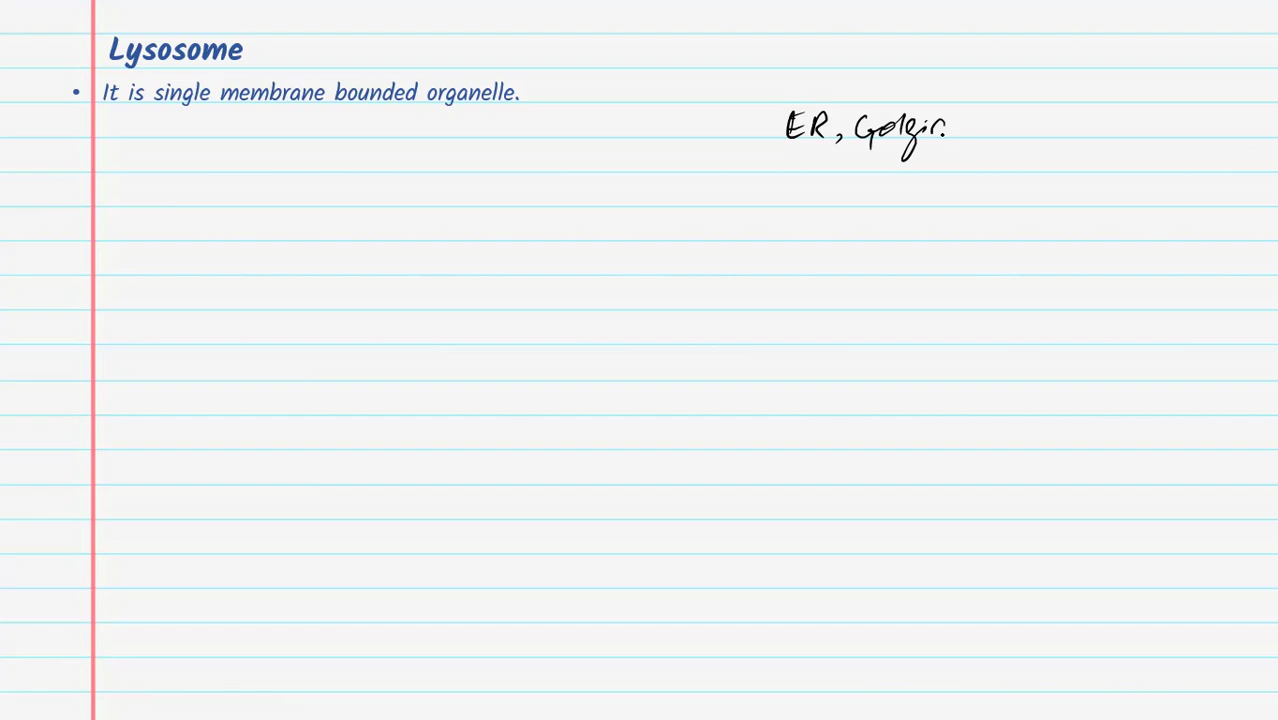 Lysosome
• It is single membrane bounded organelle.
ER, Golgi